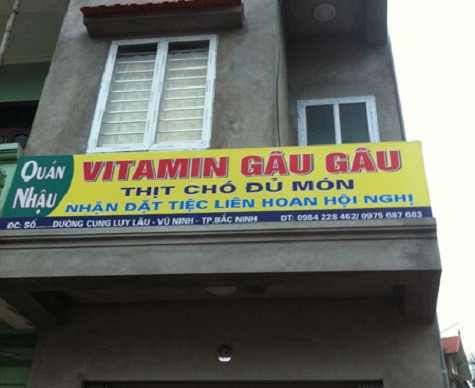 Quán
Nhậu
VITAMIN GÂU GÂU
THỊT CHÓ ĐỦ MÓN
NHẬN ĐẶT TIỆC LIÊN HOAN HỘI NGHỊ
ĐC: SỐ..... ĐƯỜNG CUNG LUY LÂU - VŨ NINH - TP.BẮC NINH ĐT: 0984 228 462/ 0975 687 683